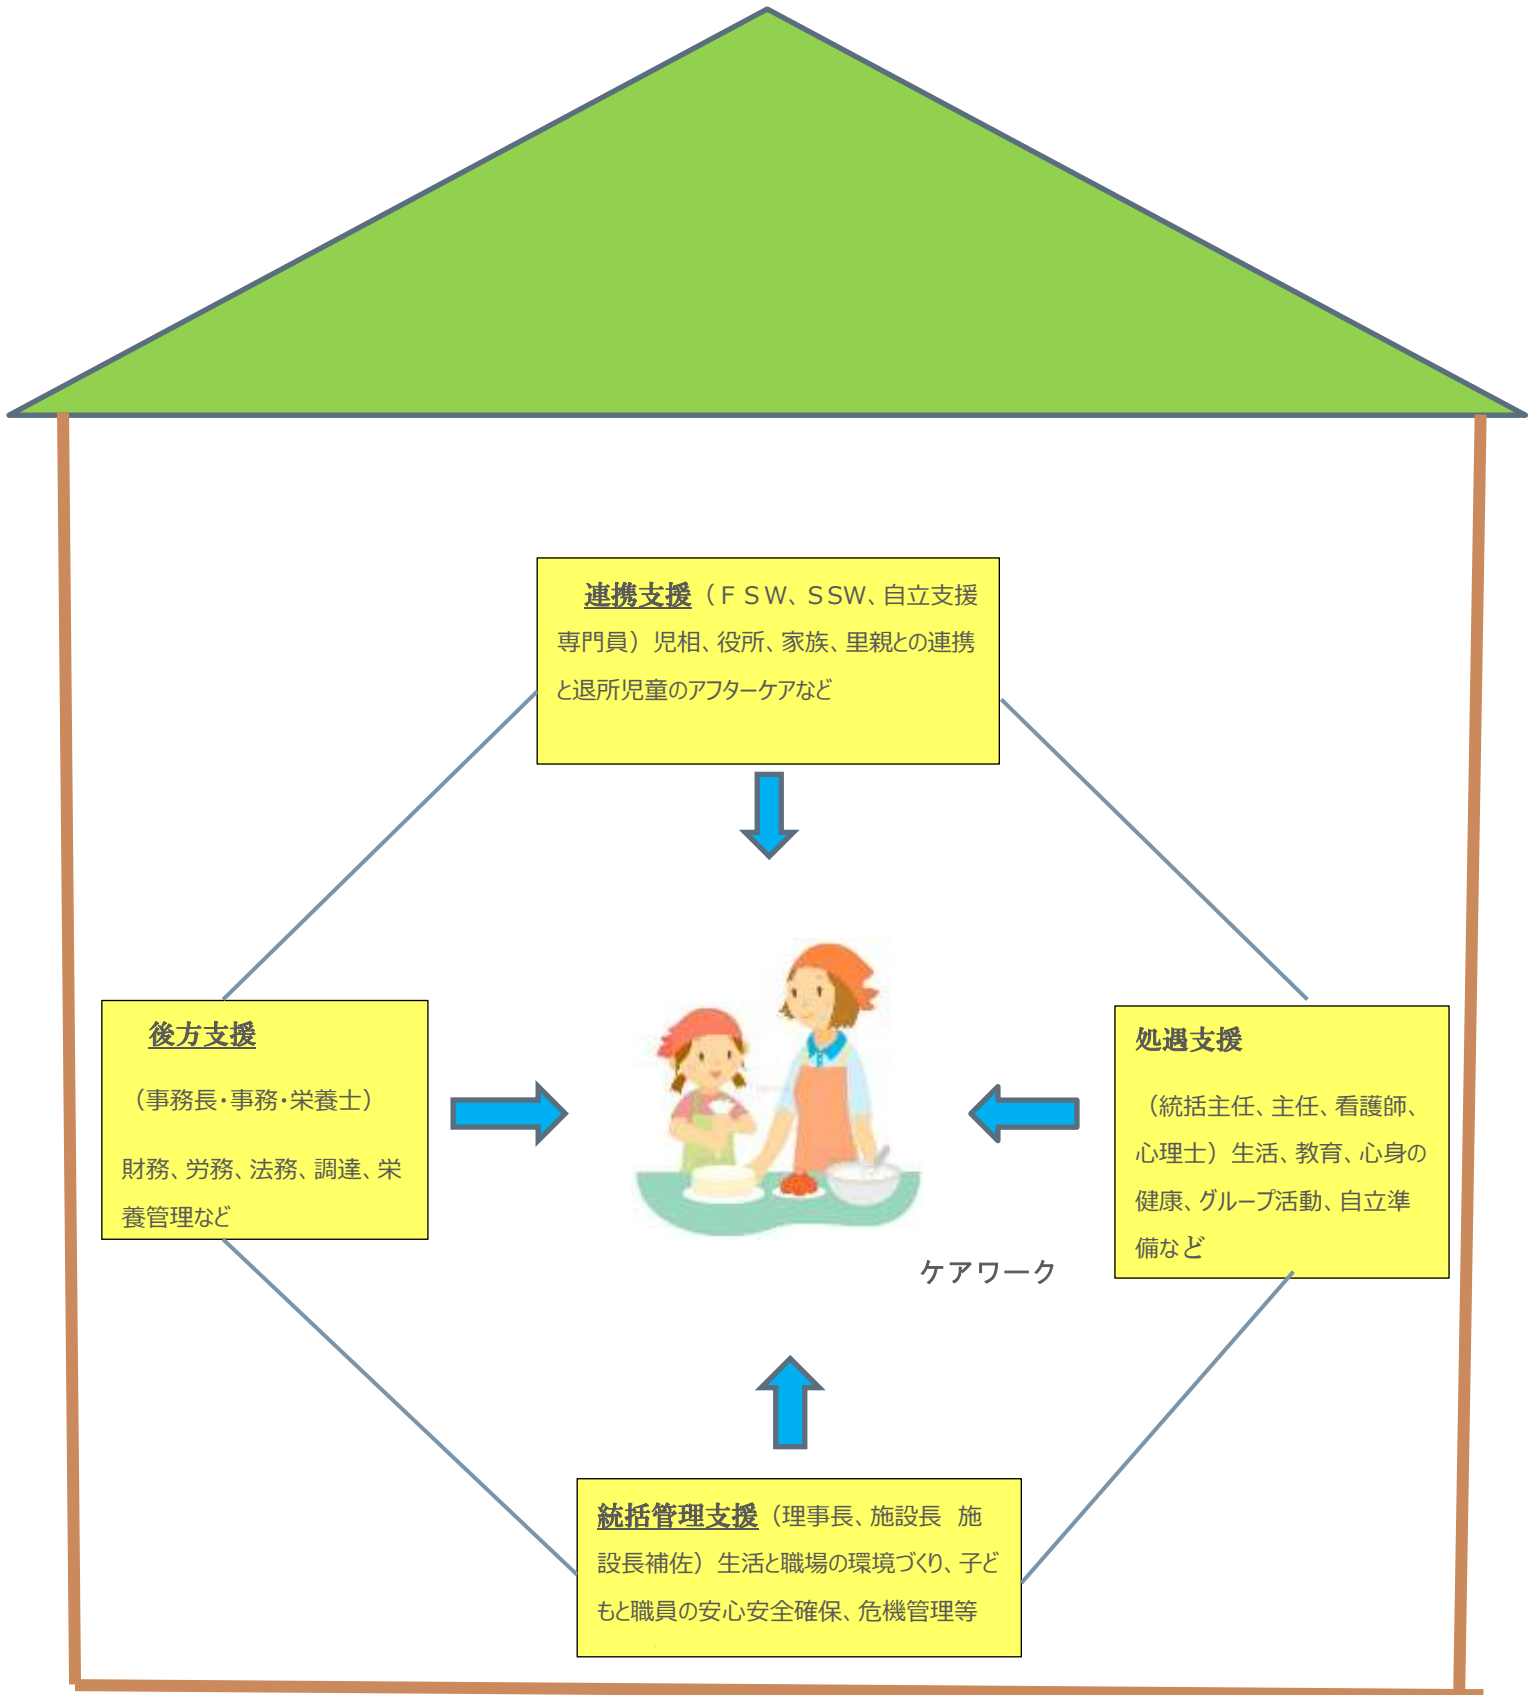 連携支援（ＦＳＷ、ＳSW、自立支援
専門員）児相、役所、家族、里親との連携
と退所児童のアフターケアなど
後方支援
（事務長・事務・栄養士）
財務、労務、法務、調達、栄
養管理など
処遇支援
（統括主任、主任、看護師、
心理士）生活、教育、心身の
健康、グループ活動、自立準
備など
ケアワーク
統括管理支援（理事長、施設長　施
設長補佐）生活と職場の環境づくり、子ど
もと職員の安心安全確保、危機管理等